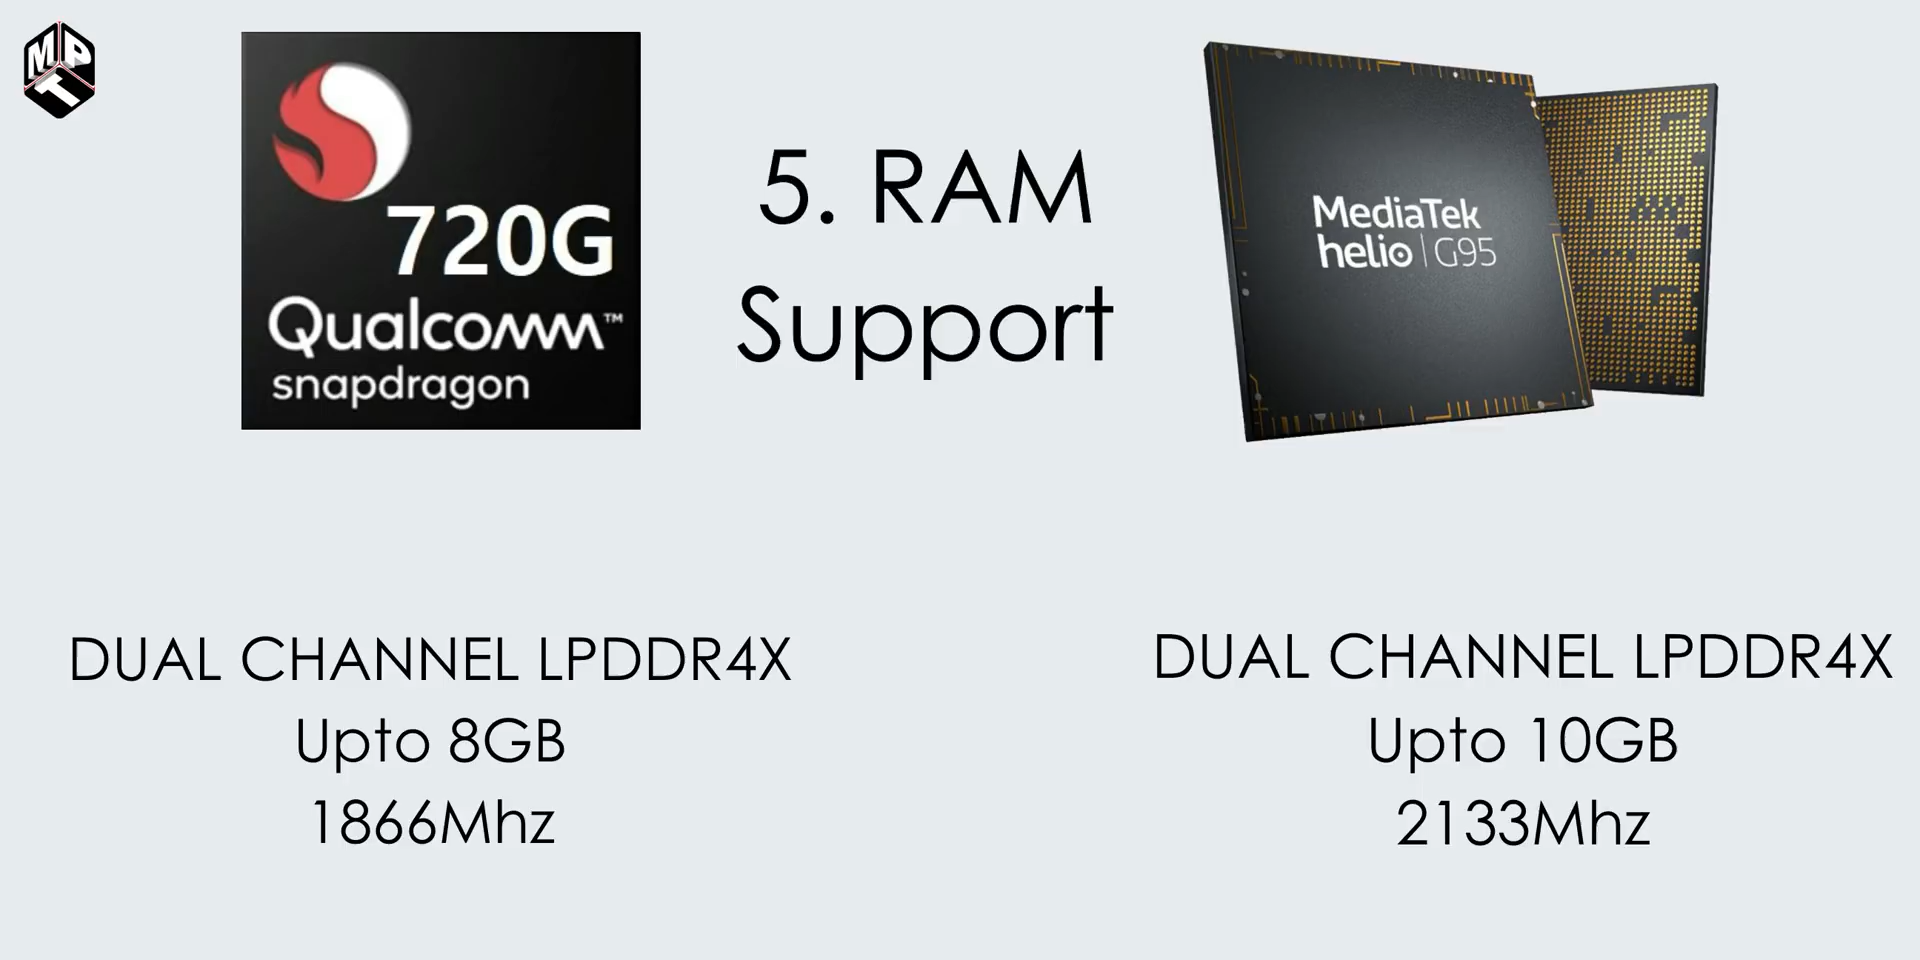 MPT
720G
Qualcomm™
snapdragon
5. RAM
Support
MediaTek
helio | G95
DUAL CHANNEL LPDDR4X
Upto 8GB
1866Mhz
DUAL CHANNEL LPDDR4X
Upto 10GB
2133Mhz